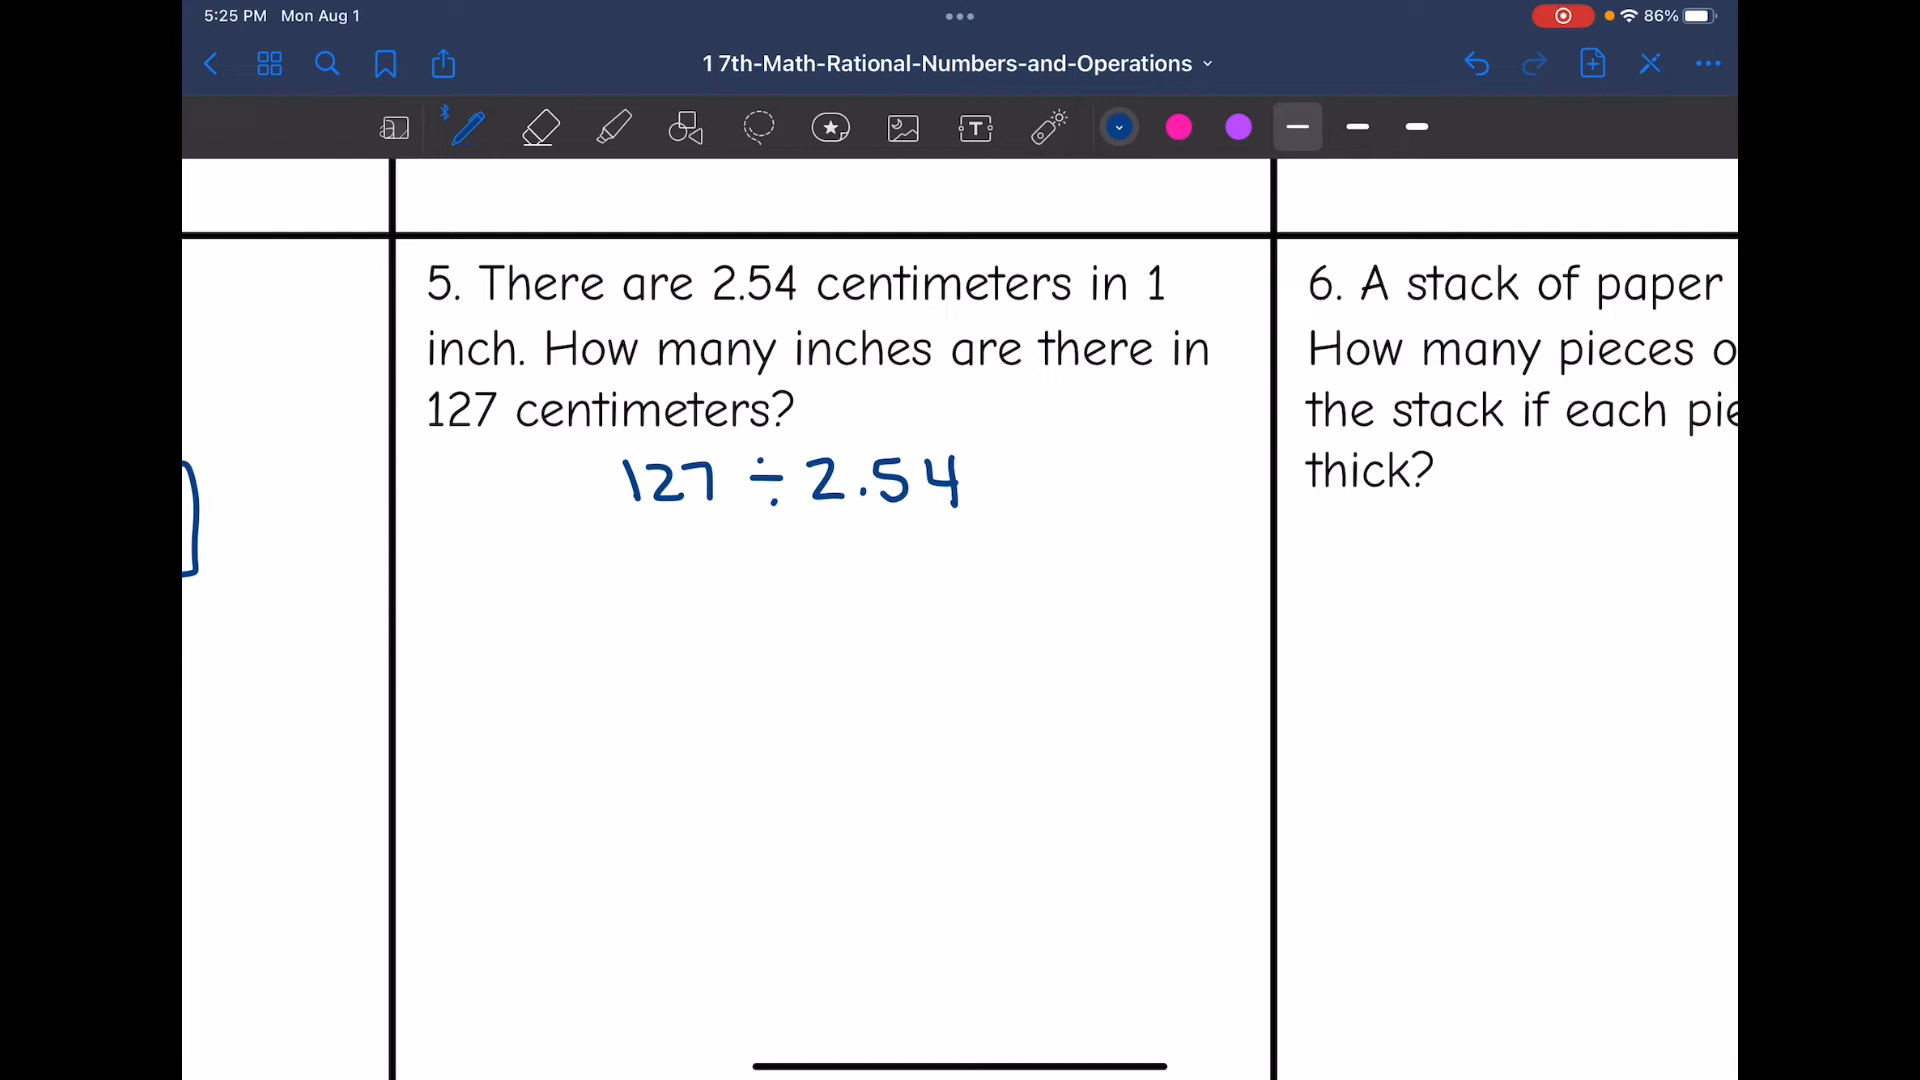 5:25 PM Mon Aug 1
86%
1 7th-Math-Rational-Numbers-and-Operations
5. There are 2.54 centimeters in 1
inch. How many inches are there in
127 centimeters?
127 ÷ 2.54
6. A stack of paper
How many pieces o
the stack if each pie
thick?